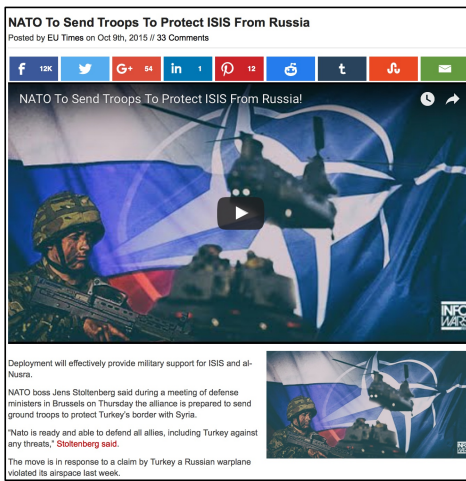 NATO To Send Troops To Protect ISIS From Russia
Posted by EU Times on Oct 9th, 2015 // 33 Comments
f 12K G+ 54 in 1 12 t
NATO To Send Troops To Protect ISIS From Russia!
INFO
WARS
Deployment will effectively provide military support for ISIS and al-
Nusra.
NATO boss Jens Stoltenberg said during a meeting of defense
ministers in Brussels on Thursday the alliance is prepared to send
ground troops to protect Turkey's border with Syria.
"Nato is ready and able to defend all allies, including Turkey against
any threats," Stoltenberg said.
The move is in response to a claim by Turkey a Russian warplane
violated its airspace last week.